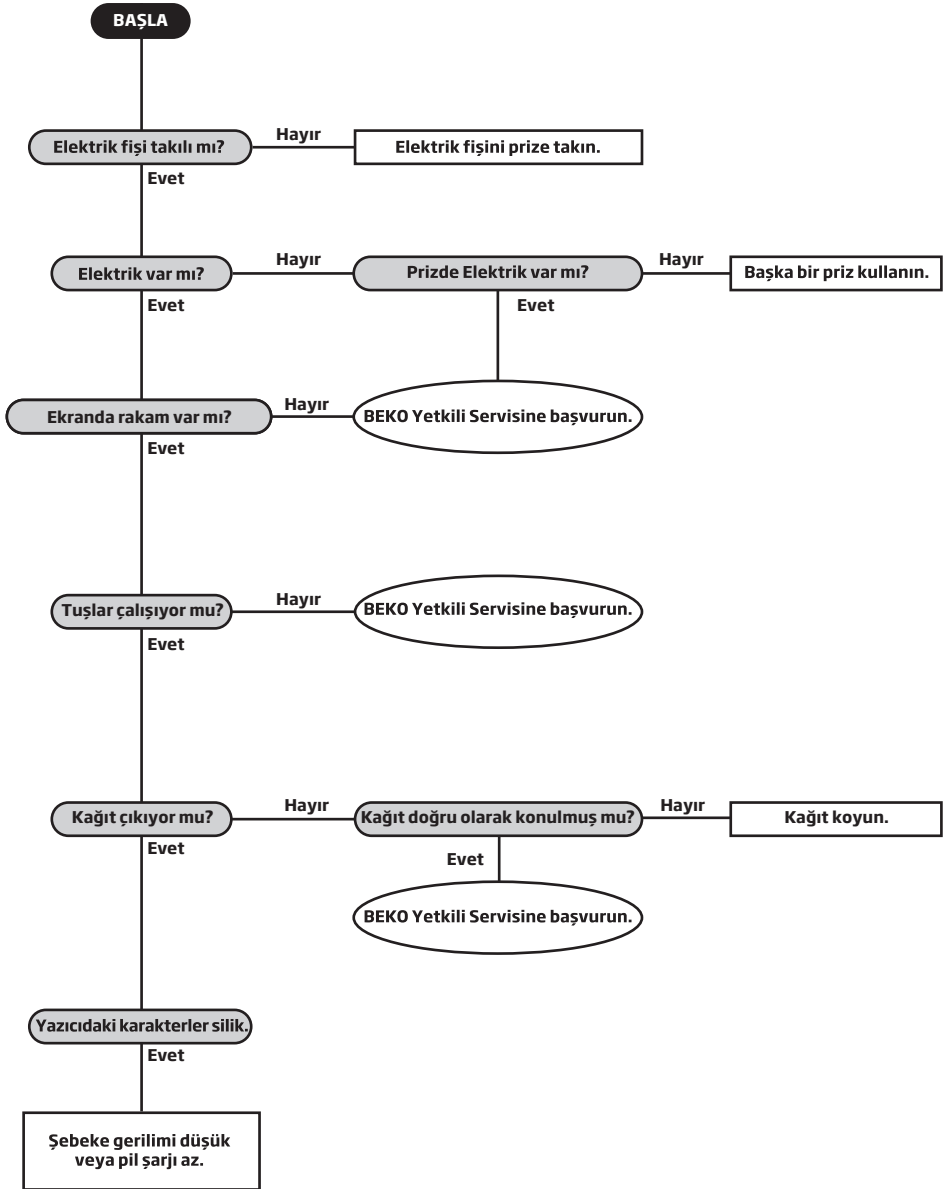 BAŞLA
Elektrik fişi takılı mı?
Hayır
Elektrik fişini prize takın.
Evet
Elektrik var mı?
Hayır
Prizde Elektrik var mı?
Hayır
Başka bir priz kullanın.
Evet
Evet
Ekranda rakam var mı?
Hayır
BEKO Yetkili Servisine başvurun.
Evet
Tuşlar çalışıyor mu?
Hayır
BEKO Yetkili Servisine başvurun.
Evet
Kağıt çıkıyor mu?
Hayır
Kağıt doğru olarak konulmuş mu?
Hayır
Kağıt koyun.
Evet
Evet
BEKO Yetkili Servisine başvurun.
Yazıcıdaki karakterler silik.
Evet
Şebeke gerilimi düşük
veya pil şarjı az.